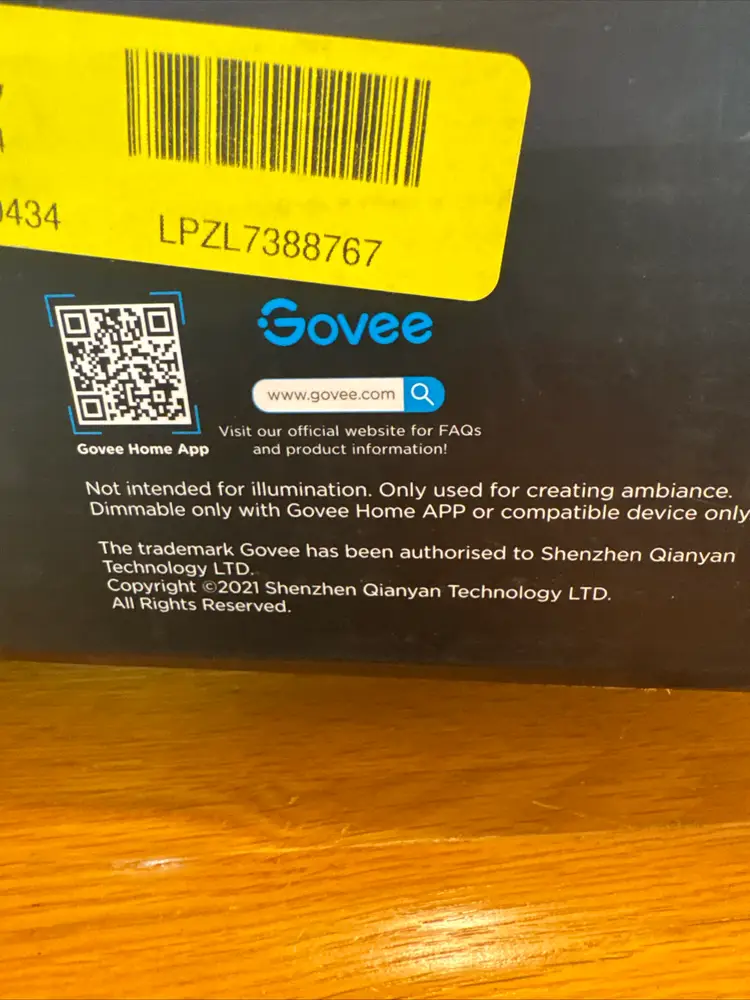 0434
LPZL7388767
Govee
www.govee.com
Visit our official website for FAQs
and product information!
Govee Home App
Not intended for illumination. Only used for creating ambiance.
Dimmable only with Govee Home APP or compatible device only
The trademark Govee has been authorised to Shenzhen Qianyan
Technology LTD.
Copyright ©2021 Shenzhen Qianyan Technology LTD.
All Rights Reserved.